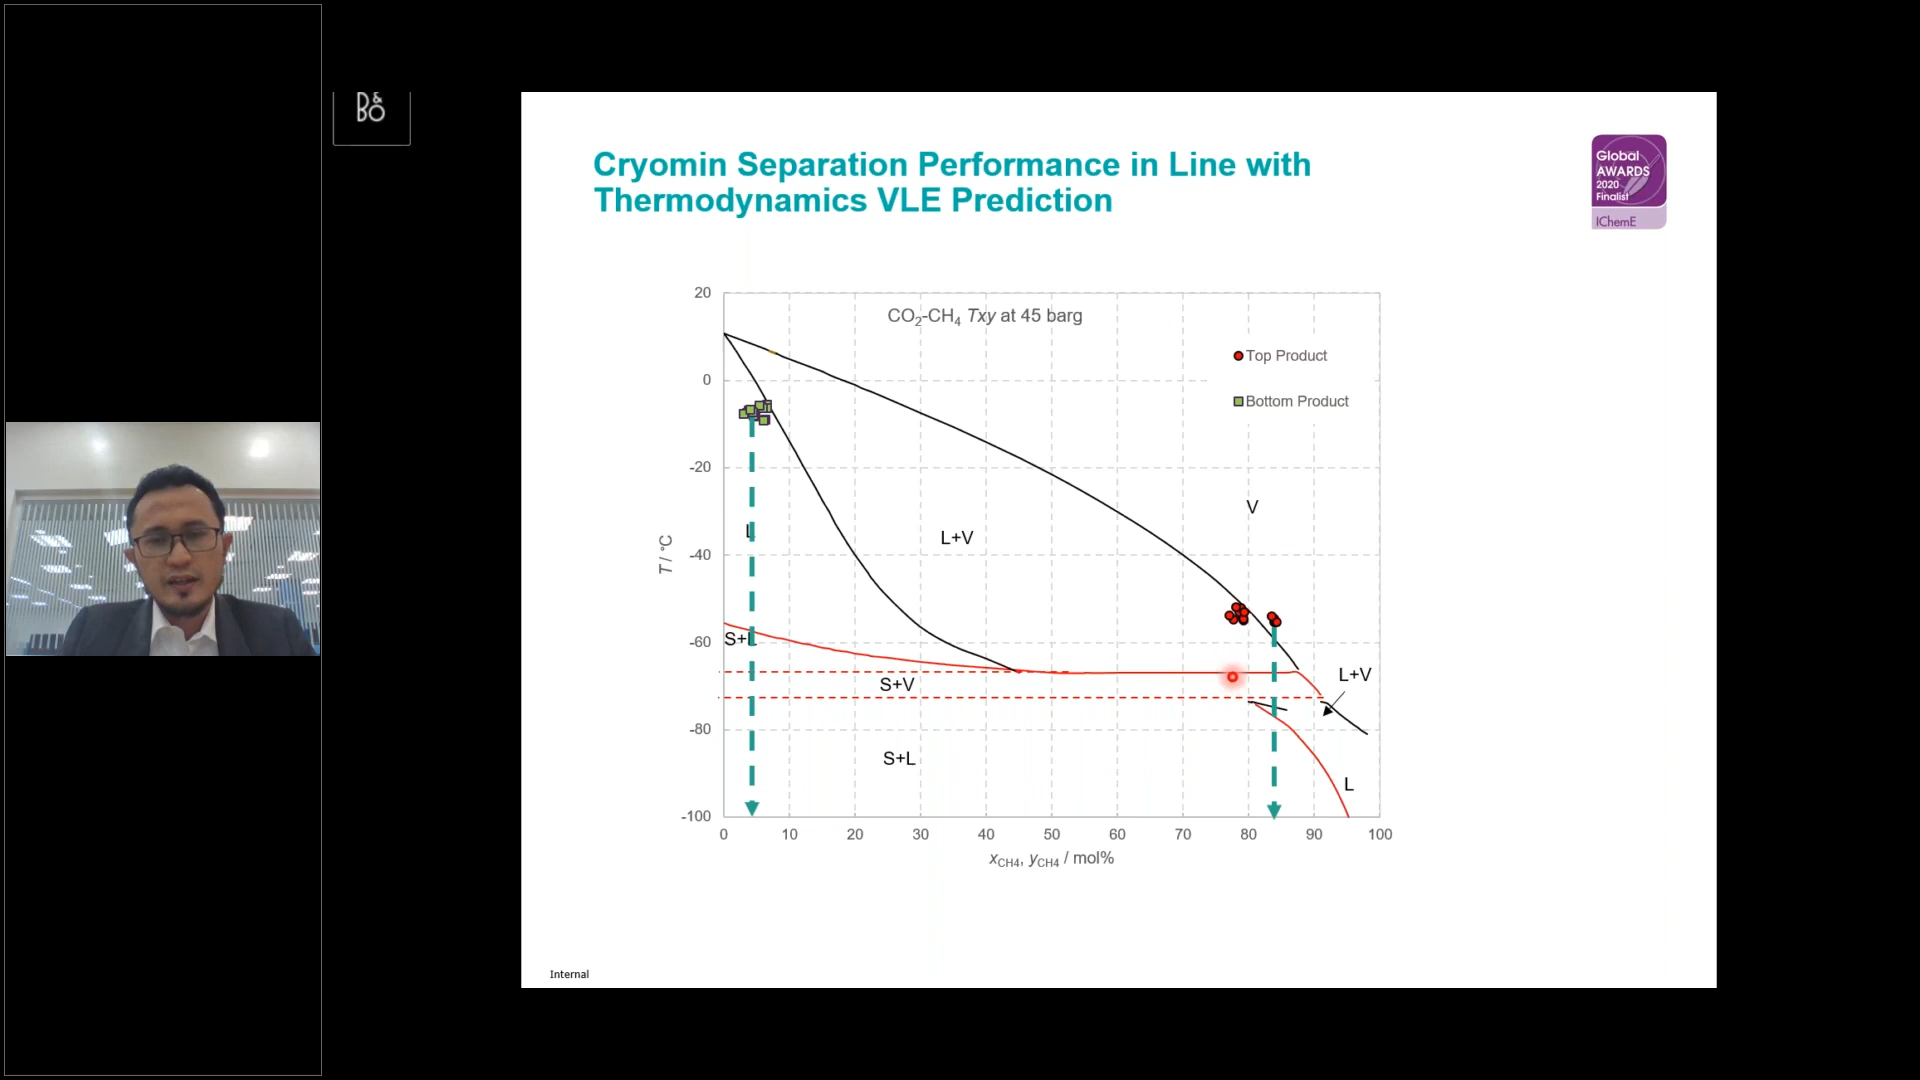 B&
BO
Cryomin Separation Performance in Line with
Thermodynamics VLE Prediction
Global
AWARDS
2020
Finalist
IChemE
CO2-CH4 Txy at 45 barg
Top Product
Bottom Product
20
0
-20
-40
-60
-80
-100
T / °C
V
L+V
L
S+L
S+V
L+V
S+L
L
0 10 20 30 40 50 60 70 80 90 100
xCH4, yCH4 / mol%
Internal